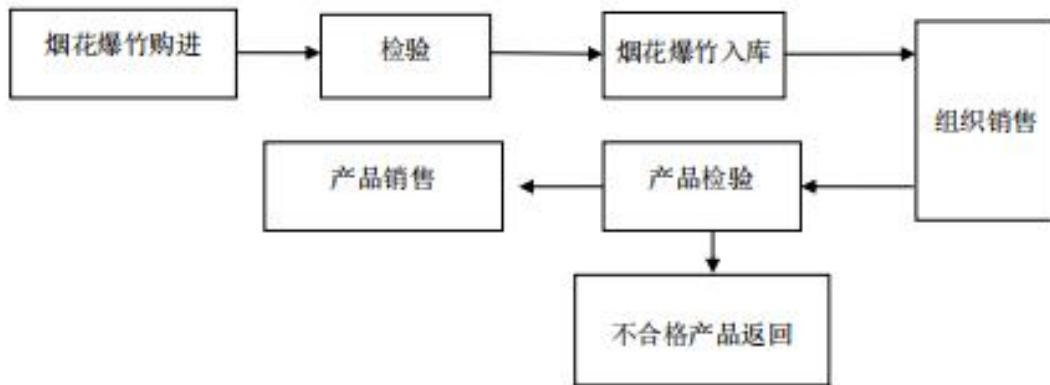 烟花爆竹购进
检验
烟花爆竹入库
组织销售
产品销售
产品检验
不合格产品返回